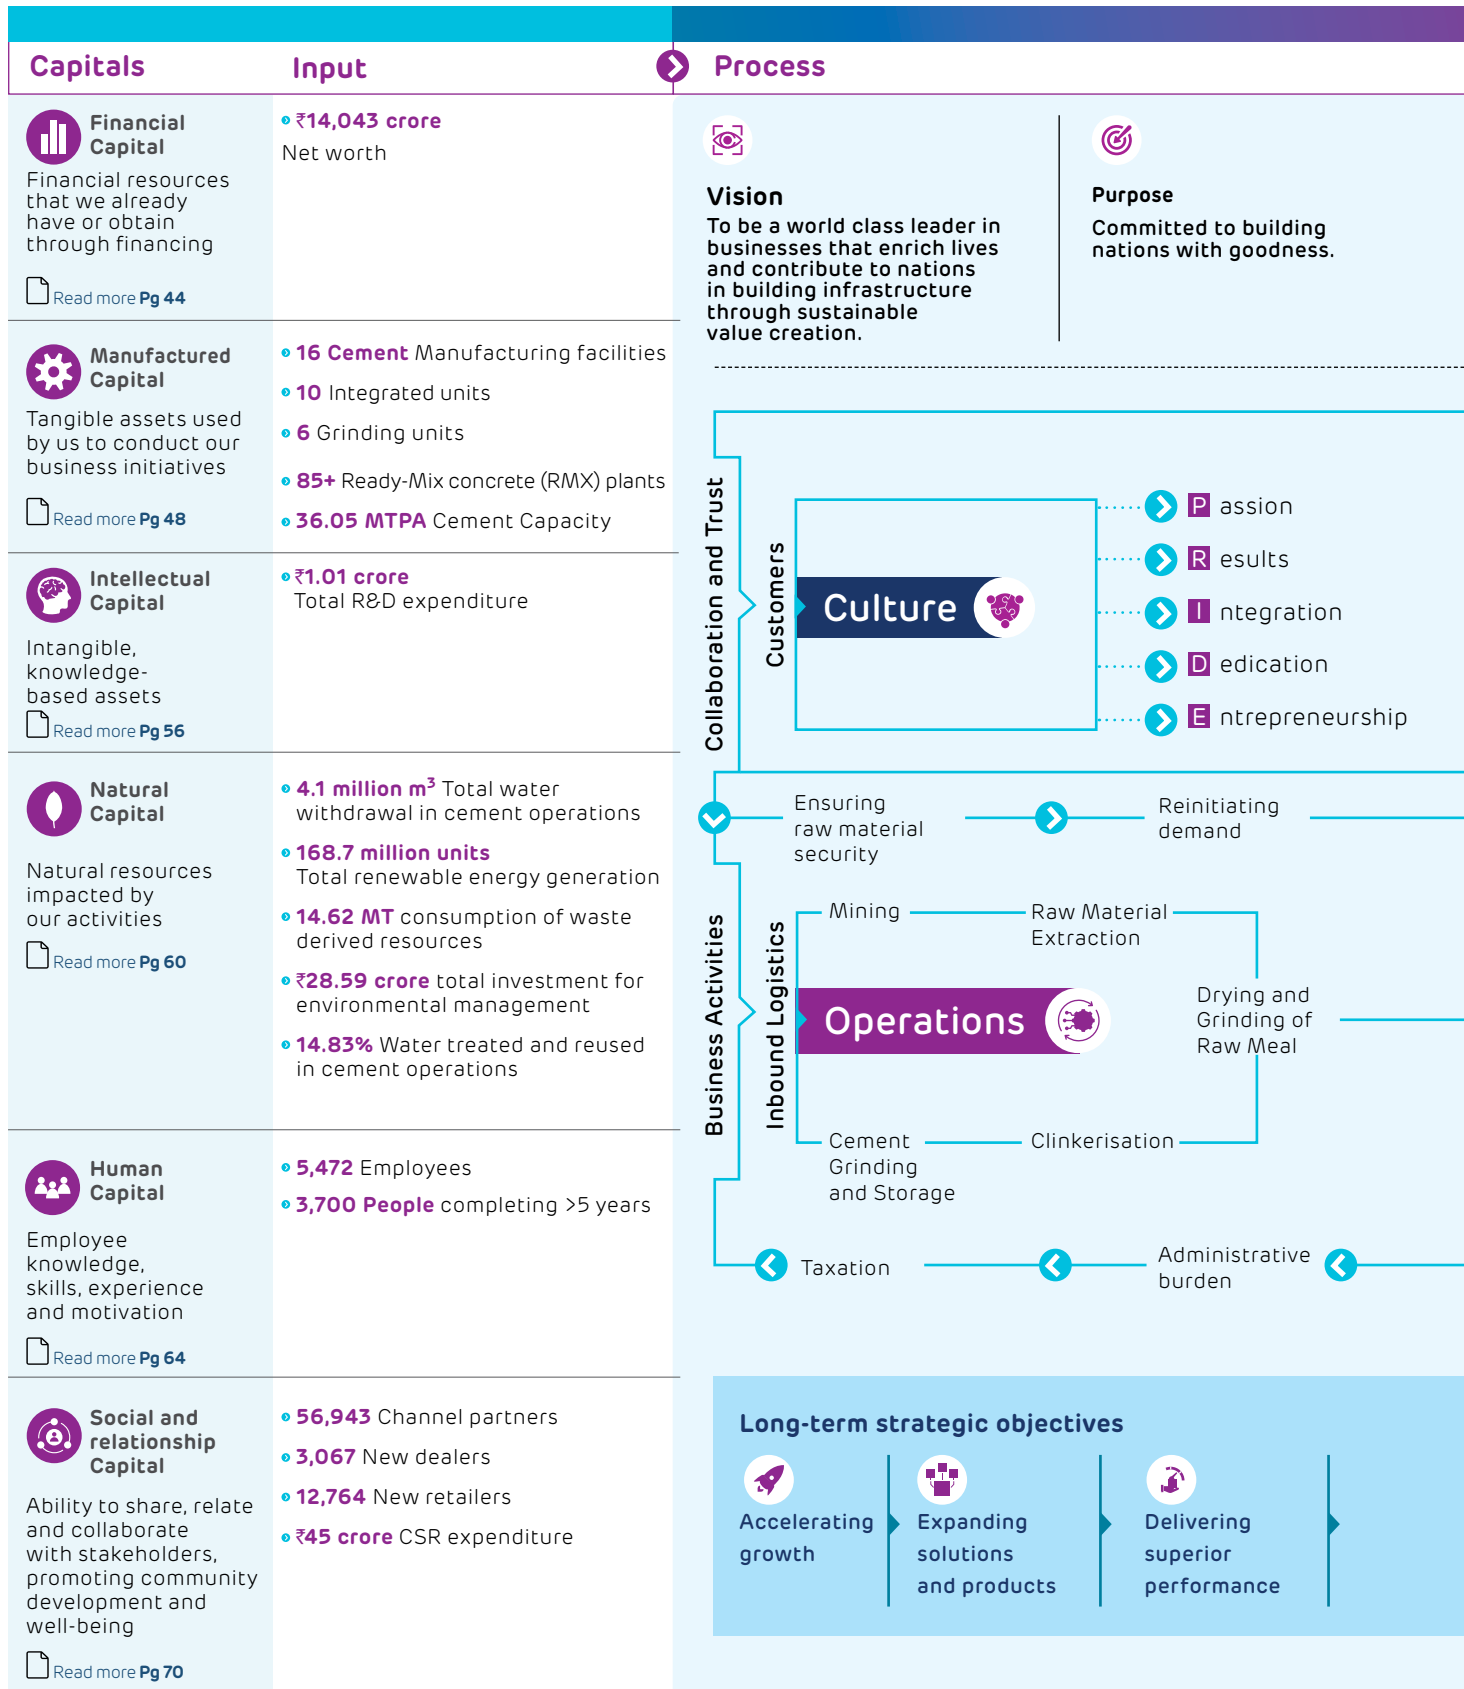 Capitals
Input
Process
Financial
Capital
Financial resources
that we already
have or obtain
through financing
Read more Pg 44
₹14,043 crore
Net worth
Manufactured
Capital
Tangible assets used
by us to conduct our
business initiatives
Read more Pg 48
16 Cement Manufacturing facilities
10 Integrated units
6 Grinding units
85+ Ready-Mix concrete (RMX) plants
36.05 MTPA Cement Capacity
Intellectual
Capital
Intangible,
knowledge-
based assets
Read more Pg 56
₹1.01 crore
Total R&D expenditure
Natural
Capital
Natural resources
impacted by
our activities
Read more Pg 60
4.1 million m³ Total water
withdrawal in cement operations
168.7 million units
Total renewable energy generation
14.62 MT consumption of waste
derived resources
₹28.59 crore total investment for
environmental management
14.83% Water treated and reused
in cement operations
Human
Capital
Employee
knowledge,
skills, experience
and motivation
Read more Pg 64
5,472 Employees
3,700 People completing >5 years
Social and
relationship
Capital
Ability to share, relate
and collaborate
with stakeholders,
promoting community
development and
well-being
Read more Pg 70
56,943 Channel partners
3,067 New dealers
12,764 New retailers
₹45 crore CSR expenditure
Vision
To be a world class leader in
businesses that enrich lives
and contribute to nations
in building infrastructure
through sustainable
value creation.
Purpose
Committed to building
nations with goodness.
Collaboration and Trust
Customers
Culture
P assion
R esults
I ntegration
D edication
E ntrepreneurship
Ensuring
raw material
security
Reinitiating
demand
Business Activities
Inbound Logistics
Mining
Raw Material
Extraction
Operations
Drying and
Grinding of
Raw Meal
Cement
Grinding
and Storage
Clinkerisation
Taxation
Administrative
burden
Long-term strategic objectives
Accelerating
growth
Expanding
solutions
and products
Delivering
superior
performance